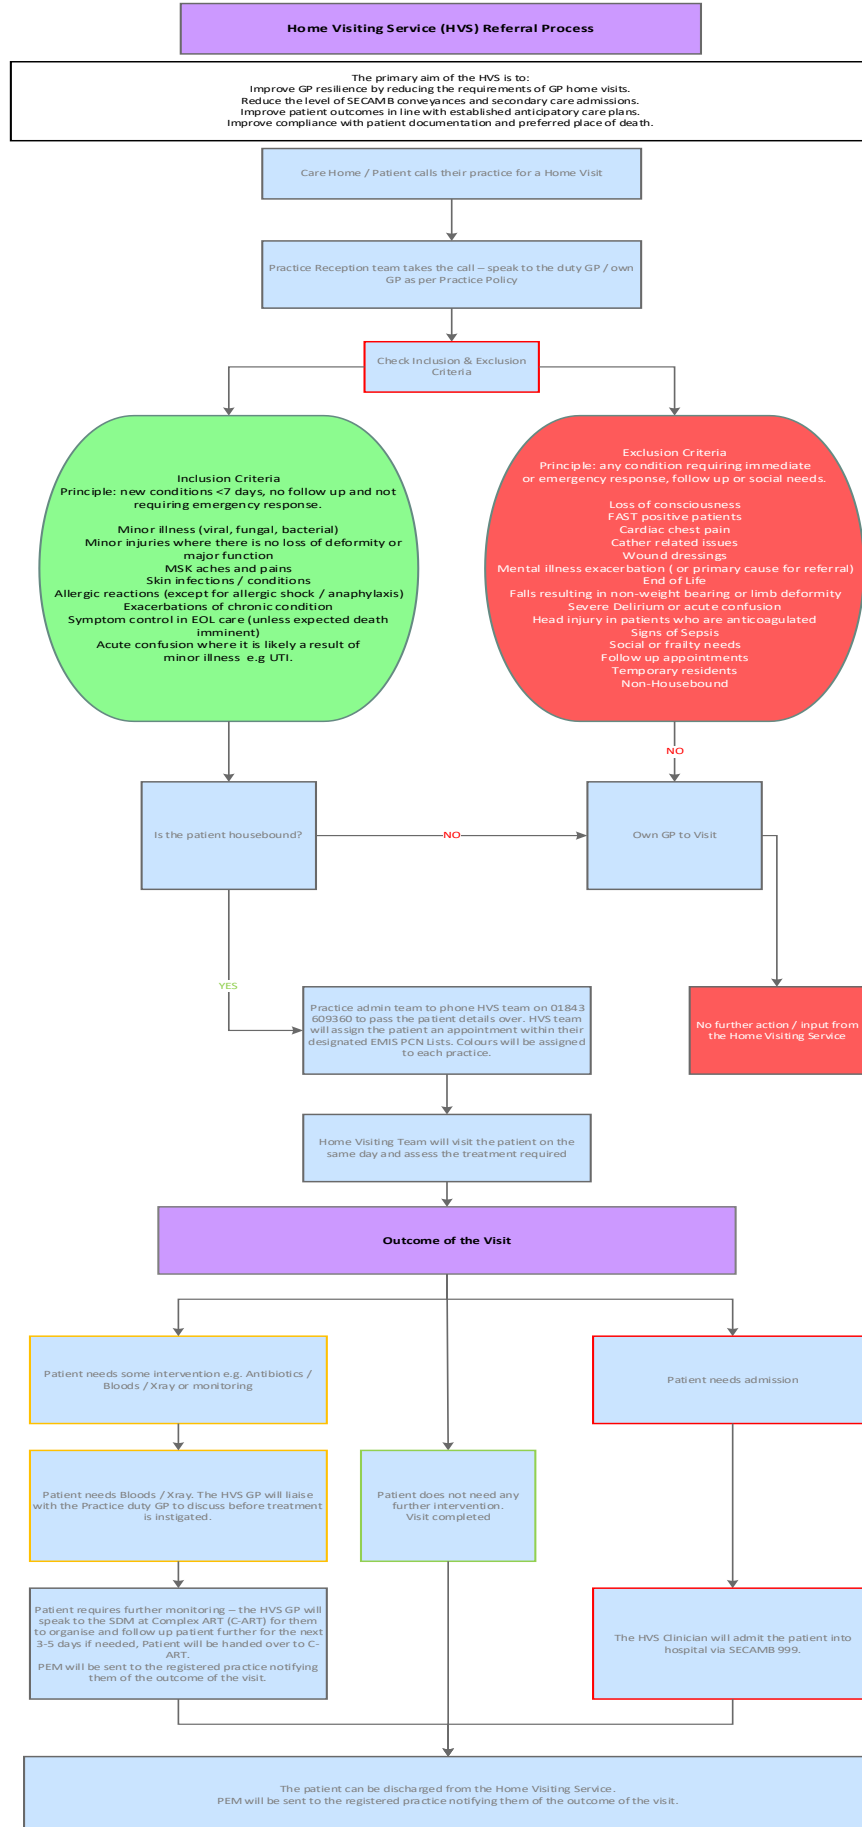 Home Visiting Service (HVS) Referral Process
The primary aim of the HVS is to:
Improve GP resilience by reducing the requirements of GP home visits.
Reduce the level of SECAMB conveyances and secondary care admissions.
Improve patient outcomes in line with established anticipatory care plans.
Improve compliance with patient documentation and preferred place of death.
Care Home / Patient calls their practice for a Home Visit
Practice Reception team takes the call – speak to the duty GP / own
GP as per Practice Policy
Check Inclusion & Exclusion
Criteria
Inclusion Criteria
Principle: new conditions <7 days, no follow up and not
requiring emergency response.
Minor illness (viral, fungal, bacterial)
Minor injuries where there is no loss of deformity or
major function
MSK aches and pains
Skin infections / conditions
Allergic reactions (except for allergic shock / anaphylaxis)
Exacerbations of chronic condition
Symptom control in EOL care (unless expected death
imminent)
Acute confusion where it is likely a result of
minor illness e.g UTI.
Exclusion Criteria
Principle: any condition requiring immediate
or emergency response, follow up or social needs.
Loss of consciousness
FAST positive patients
Cardiac chest pain
Cather related issues
Wound dressings
Mental illness exacerbation ( or primary cause for referral)
End of Life
Falls resulting in non-weight bearing or limb deformity
Severe Delirium or acute confusion
Head injury in patients who are anticoagulated
Signs of Sepsis
Social or frailty needs
Follow up appointments
Temporary residents
Non-Housebound
NO
Is the patient housebound?
NO
Own GP to Visit
YES
Practice admin team to phone HVS team on 01843
609360 to pass the patient details over. HVS team
will assign the patient an appointment within their
designated EMIS PCN Lists. Colours will be assigned
to each practice.
No further action / input from
the Home Visiting Service
Home Visiting Team will visit the patient on the
same day and assess the treatment required
Outcome of the Visit
Patient needs some intervention e.g. Antibiotics /
Bloods / Xray or monitoring
Patient needs admission
Patient needs Bloods / Xray. The HVS GP will liaise
with the Practice duty GP to discuss before treatment
is instigated.
Patient does not need any
further intervention.
Visit completed
Patient requires further monitoring – the HVS GP will
speak to the SDM at Complex ART (C-ART) for them
to organise and follow up patient further for the next
3-5 days if needed, Patient will be handed over to C-
ART.
PEM will be sent to the registered practice notifying
them of the outcome of the visit.
The HVS Clinician will admit the patient into
hospital via SECAMB 999.
The patient can be discharged from the Home Visiting Service.
PEM will be sent to the registered practice notifying them of the outcome of the visit.